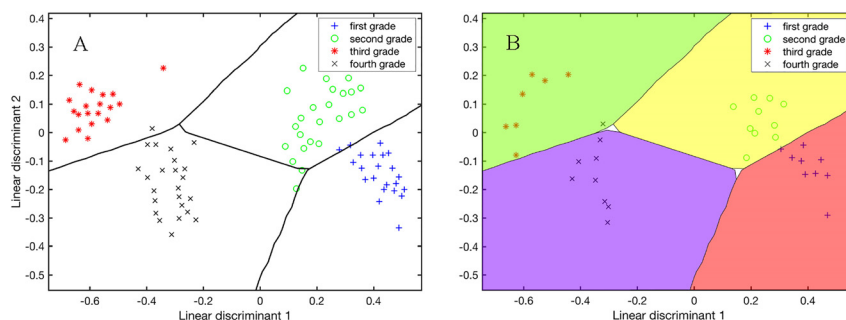 A
first grade
second grade
third grade
fourth grade
0.4
0.3
0.2
0.1
0
-0.1
-0.2
-0.3
-0.4
-0.5
-0.6
-0.4
-0.2
0
0.2
0.4
Linear discriminant 1
Linear discriminant 2
B
first grade
second grade
third grade
fourth grade
0.4
0.3
0.2
0.1
0
-0.1
-0.2
-0.3
-0.4
-0.5
-0.6
-0.4
-0.2
0
0.2
0.4
Linear discriminant 1